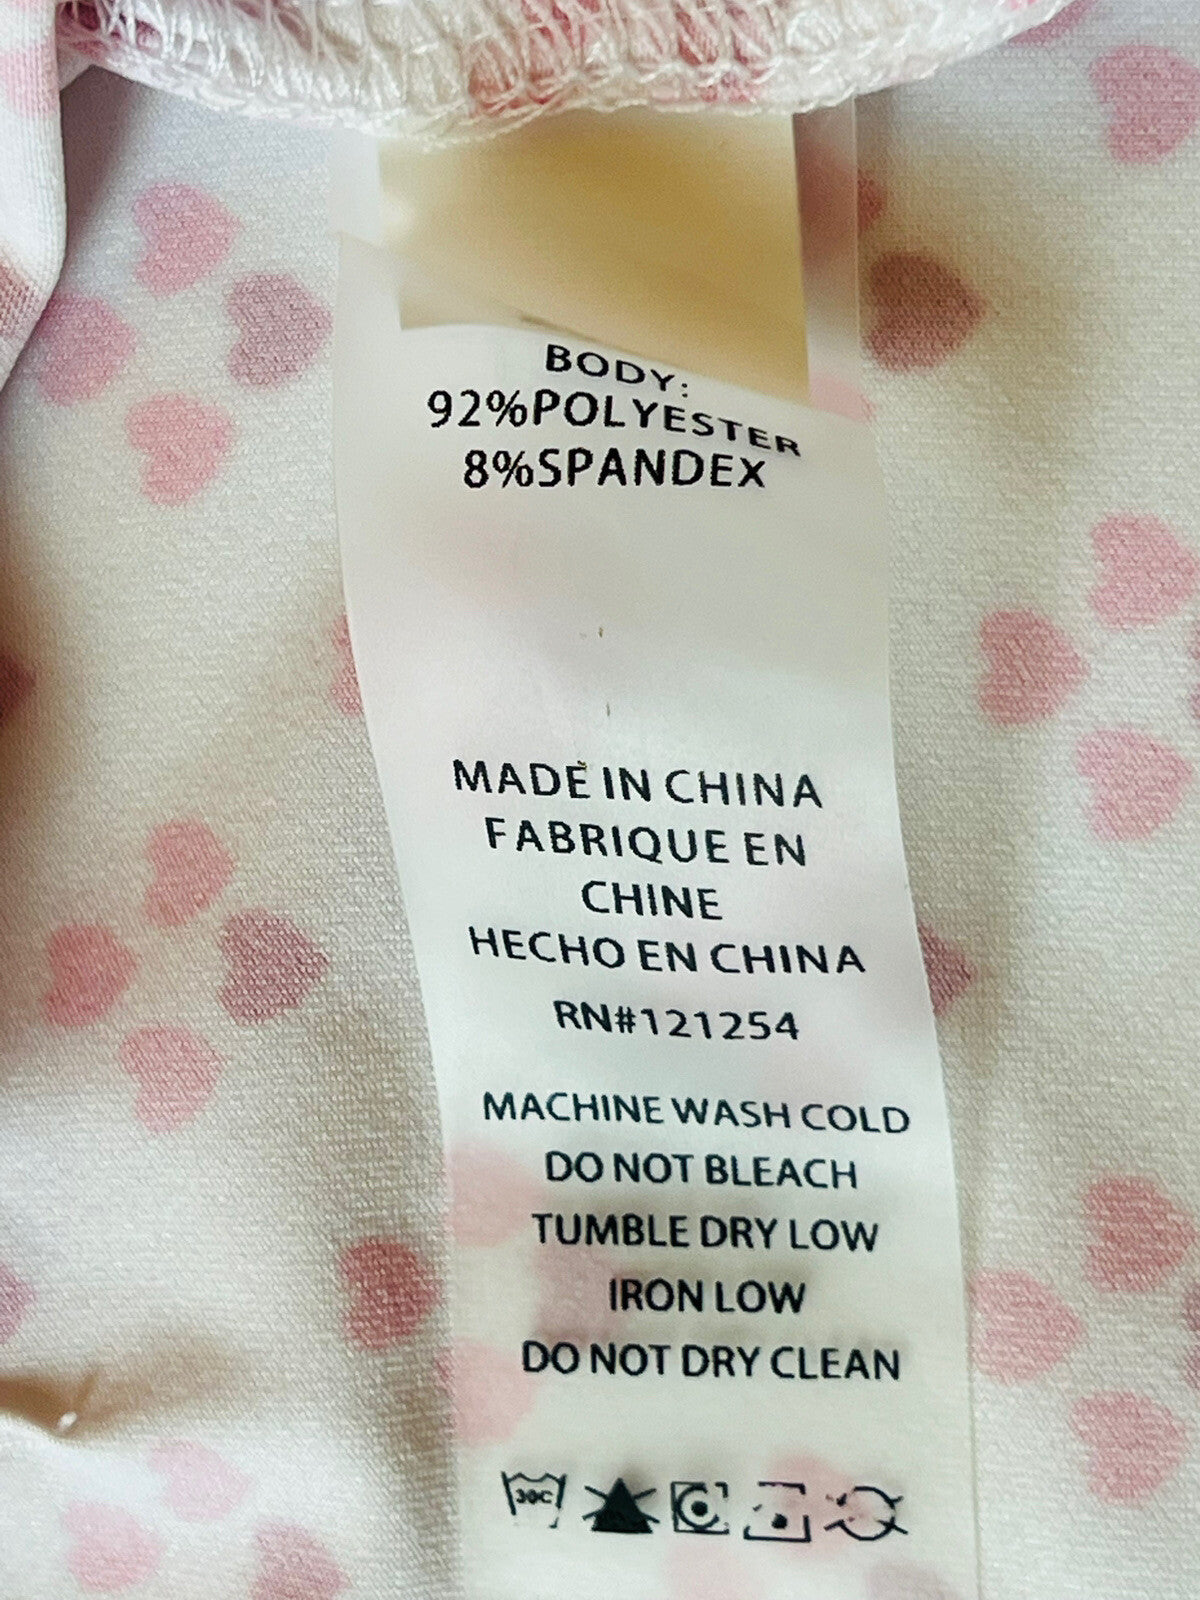 BODY:
92%POLYESTER
8%SPANDEX
MADE IN CHINA
FABRIQUE EN
CHINE
HECHO EN CHINA
RN#121254
MACHINE WASH COLD
DO NOT BLEACH
TUMBLE DRY LOW
IRON LOW
DO NOT DRY CLEAN
30C